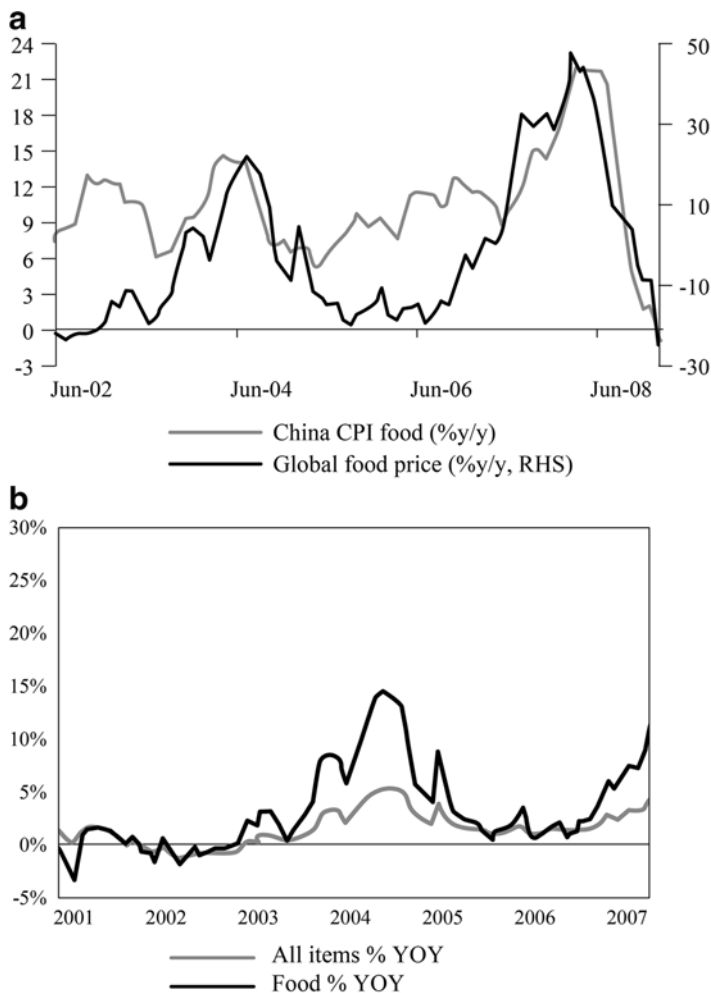 a
24
21
18
15
12
9
6
3
0
-3
50
30
10
-10
-30
Jun-02 Jun-04 Jun-06 Jun-08
China CPI food (%y/y)
Global food price (%y/y, RHS)
b
30%
25%
20%
15%
10%
5%
0%
-5%
2001 2002 2003 2004 2005 2006 2007
All items % YOY
Food % YOY